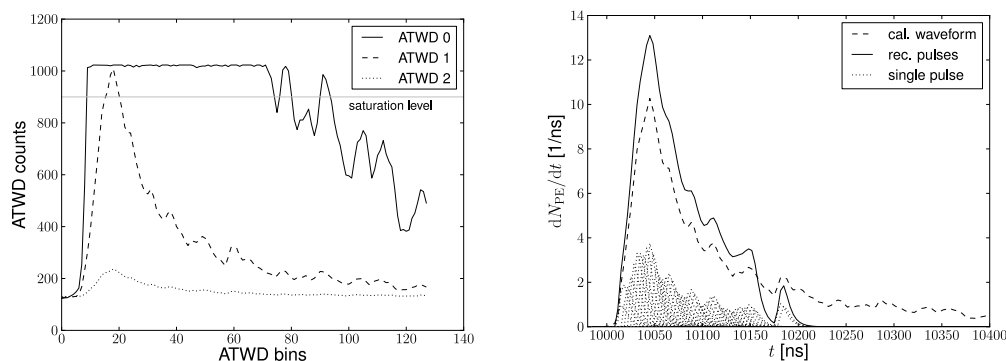 1200
1000
800
600
400
200
0
0 20 40 60 80 100 120 140
ATWD counts
ATWD bins
ATWD 0
ATWD 1
ATWD 2
saturation level
14
12
10
8
6
4
2
0
10000 10050 10100 10150 10200 10250 10300 10350 10400
dN_PE/dt [1/ns]
t [ns]
cal. waveform
rec. pulses
single pulse